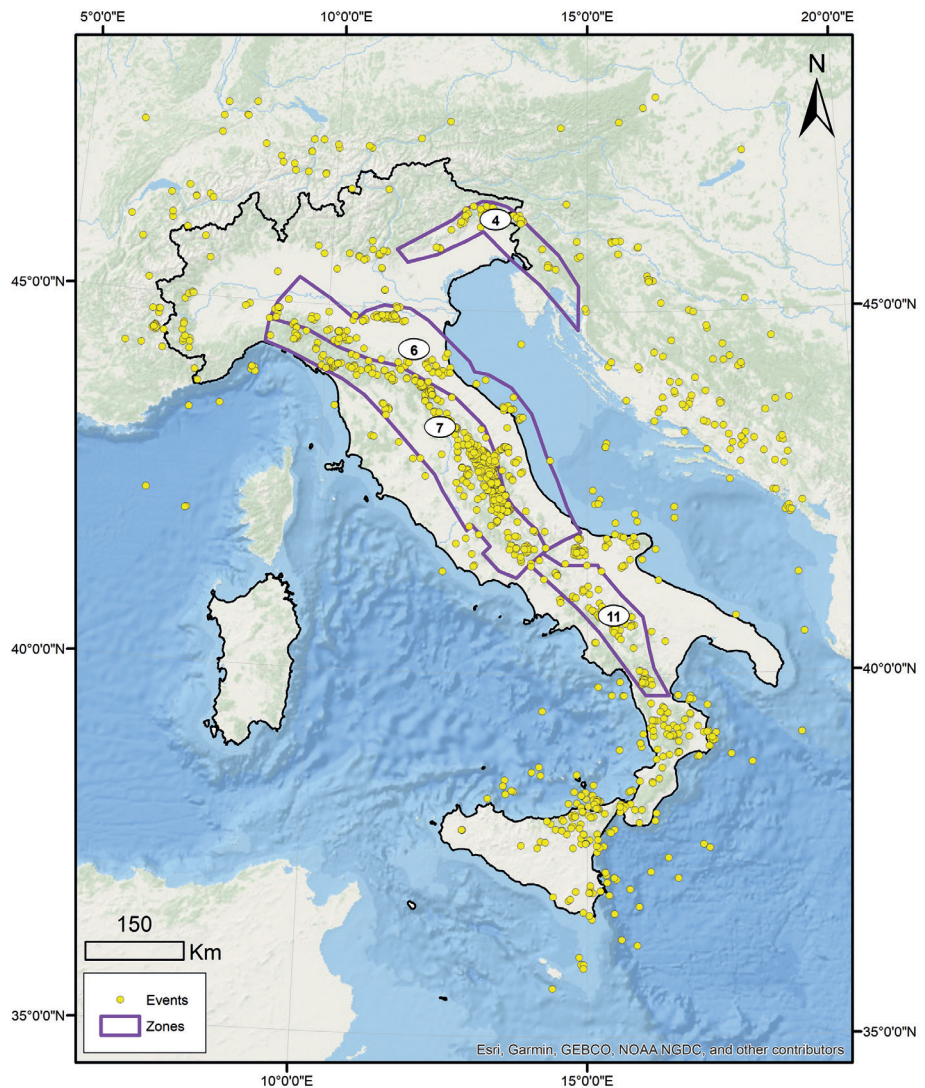 5°0'0"E 10°0'0"E 15°0'0"E 20°0'0"E
N
4
45°0'0"N 45°0'0"N
6
7
11
40°0'0"N 40°0'0"N
150
Km
Events
Zones
35°0'0"N 35°0'0"N
Esri, Garmin, GEBCO, NOAA NGDC, and other contributors
10°0'0"E 15°0'0"E